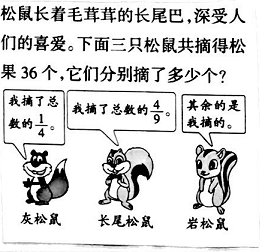 松鼠长着毛茸茸的长尾巴,深受人
们的喜爱。下面三只松鼠共摘得松
果 36 个,它们分别摘了多少个?
我摘了总
数的1/4。
我摘了总数的4/9。
其余的是
我摘的。
灰松鼠
长尾松鼠
岩松鼠